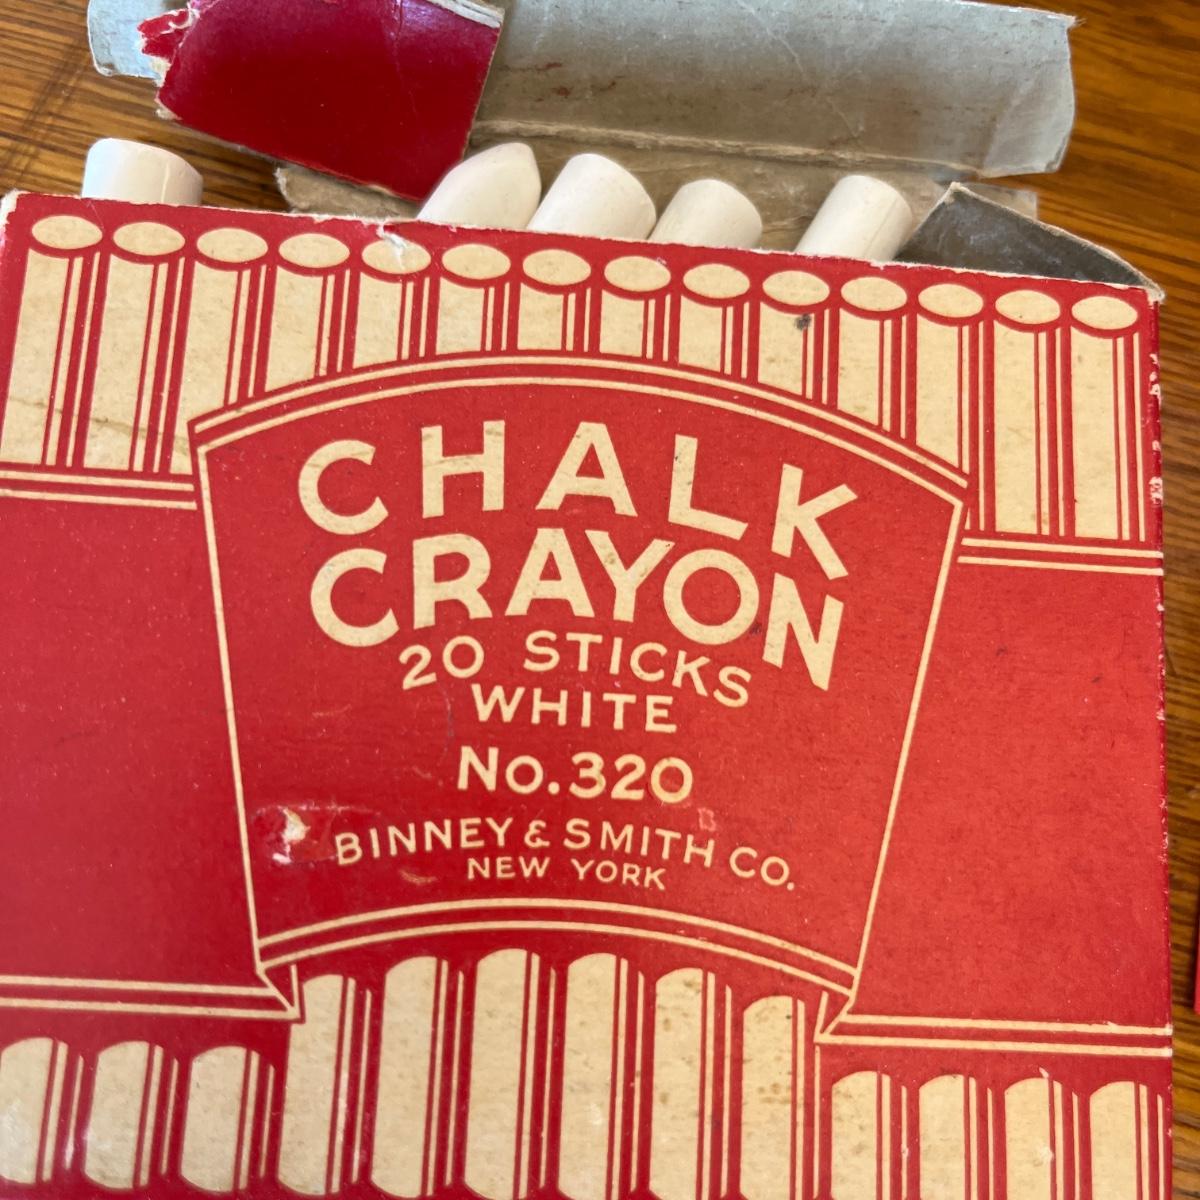 CHALK
CRAYON
20 STICKS
WHITE
No.320
BINNEY & SMITH CO.
NEW YORK